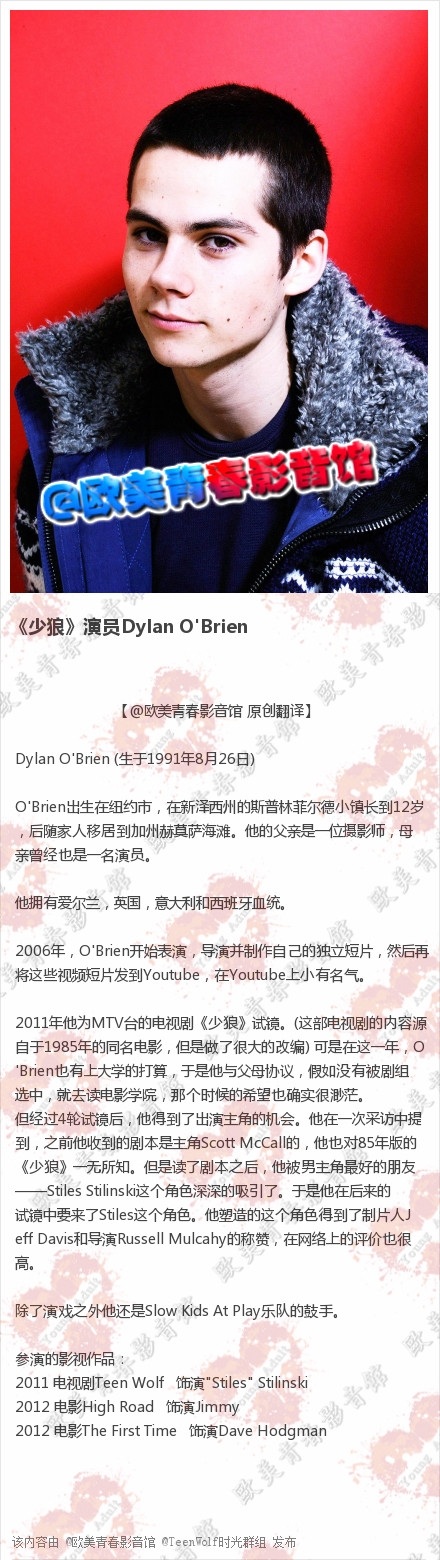 @欧美青春影音馆
《少狼》演员Dylan O'Brien
【@欧美青春影音馆 原创翻译】
Dylan O'Brien (生于1991年8月26日)
O'Brien出生在纽约市，在新泽西州的斯普林菲尔德小镇长到12岁
，后随家人移居到加州赫莫萨海滩。他的父亲是一位摄影师，母
亲曾经也是一名演员。
他拥有爱尔兰，英国，意大利和西班牙血统。
2006年，O'Brien开始表演，导演并制作自己的独立短片，然后再
将这些视频短片发到Youtube，在Youtube上小有名气。
2011年他为MTV台的电视剧《少狼》试镜。(这部电视剧的内容源
自于1985年的同名电影，但是做了很大的改编) 可是在这一年，O
'Brien也有上大学的打算，于是他与父母协议，假如没有被剧组
选中，就去读电影学院，那个时候的希望也确实很渺茫。
但经过4轮试镜后，他得到了出演主角的机会。他在一次采访中提
到，之前他收到的剧本是主角Scott McCall的，他也对85年版的
《少狼》一无所知。但是读了剧本之后，他被男主角最好的朋友
——Stiles Stilinski这个角色深深的吸引了。于是他在后来的
试镜中要来了Stiles这个角色。他塑造的这个角色得到了制片人J
eff Davis和导演Russell Mulcahy的称赞，在网络上的评价也很
高。
除了演戏之外他还是Slow Kids At Play乐队的鼓手。
参演的影视作品：
2011 电视剧Teen Wolf 饰演"Stiles" Stilinski
2012 电影High Road 饰演Jimmy
2012 电影The First Time 饰演Dave Hodgman
该内容由 @欧美青春影音馆 @TeenWolf时光群组 发布